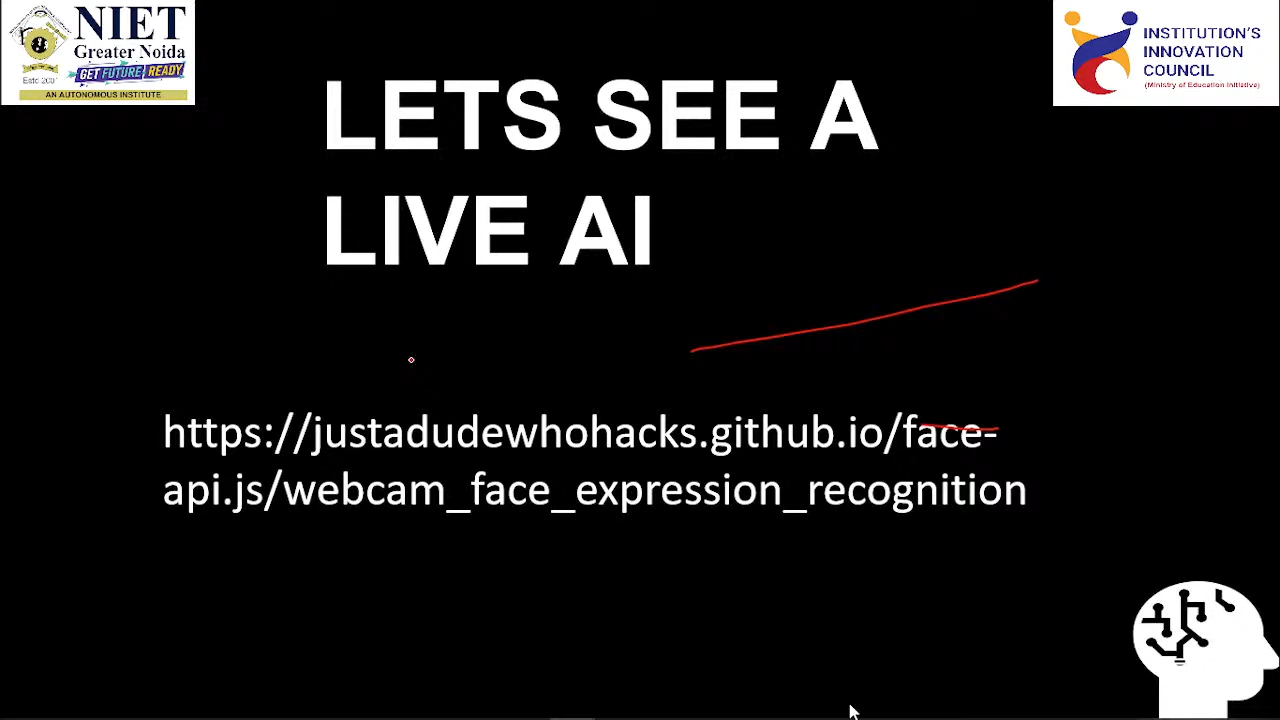 NIET
Greater Noida
GET FUTURE READY
AN AUTONOMOUS INSTITUTE
INSTITUTION'S
INNOVATION
COUNCIL
(Ministry of Education Initiative)
LETS SEE A
LIVE AI
https://justadudewhohacks.github.io/face-
api.js/webcam_face_expression_recognition